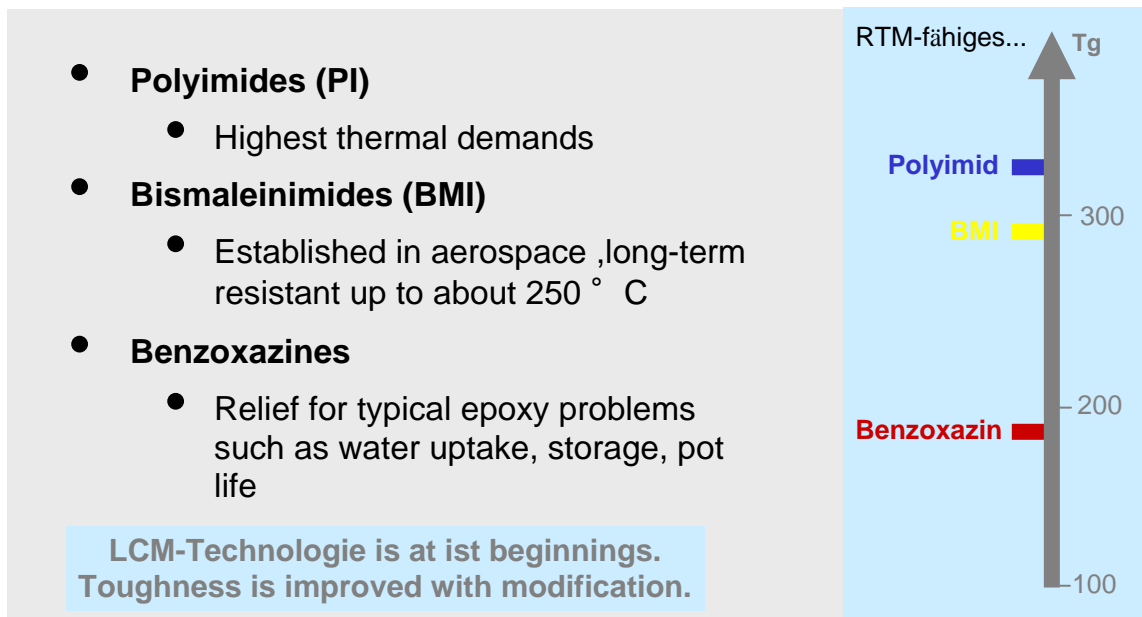 • Polyimides (PI)
• Highest thermal demands
• Bismaleinimides (BMI)
• Established in aerospace ,long-term
resistant up to about 250 ° C
• Benzoxazines
• Relief for typical epoxy problems
such as water uptake, storage, pot
life
LCM-Technologie is at ist beginnings.
Toughness is improved with modification.
RTM-fähiges...
Tg
Polyimid
300
BMI
200
Benzoxazin
100